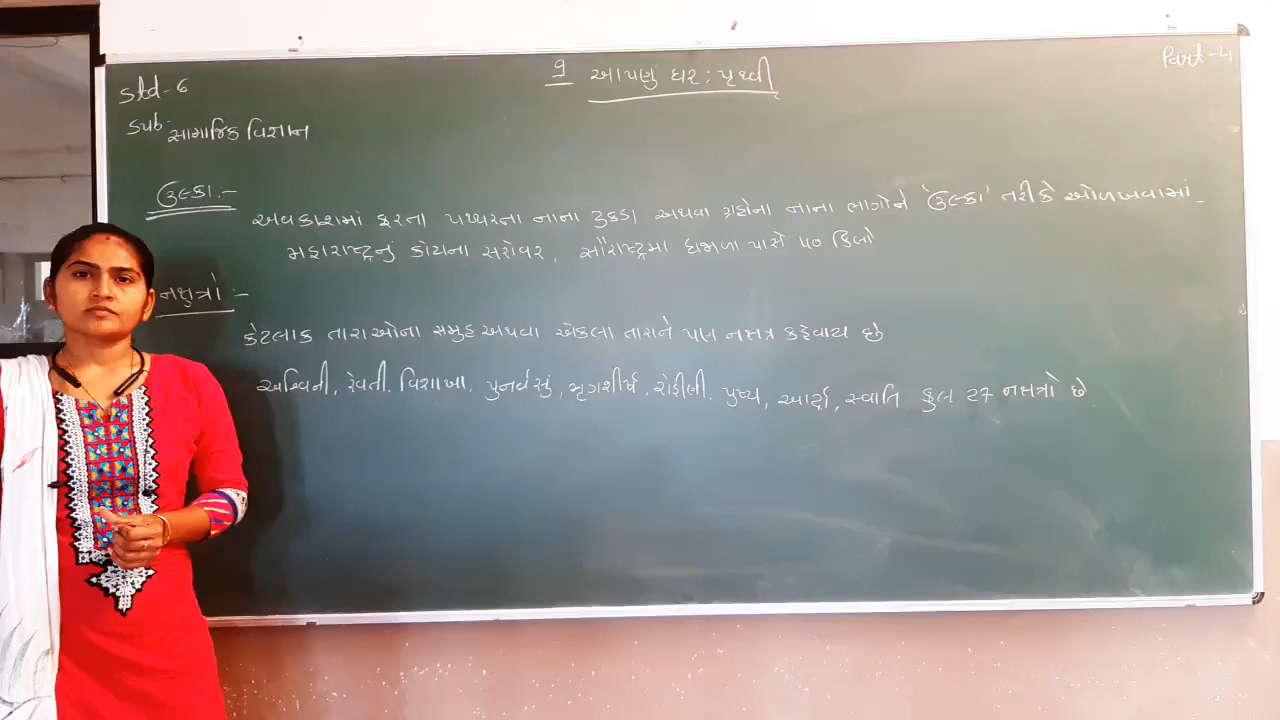 Std - 6
9 આપણું ઘર : પૃથ્વી
Part - 4
Sub: સામાજિક વિજ્ઞાન
ઉલ્કા :-
અવકાશમાં ફરતા પથ્થરના નાના ટુકડા અથવા ગ્રહોના નાના ભાગોને 'ઉલ્કા' તરીકે ઓળખવામાં
મહારાષ્ટ્રનું કોટાના સરોવર, સૌરાષ્ટ્રમાં ધજાળા પાસે ૫૦ કિલો
નક્ષત્રો :-
કેટલાક તારાઓના સમુહ અથવા એકલા તારાને પણ નક્ષત્ર કહેવાય છે
અશ્વિની, રેવતી. વિશાખા. પુનર્વસું, મૃગશીર્ષ, રોહીણી. પુષ્ય, આર્દ્રા, સ્વાતિ કુલ 27 નક્ષત્રો છે